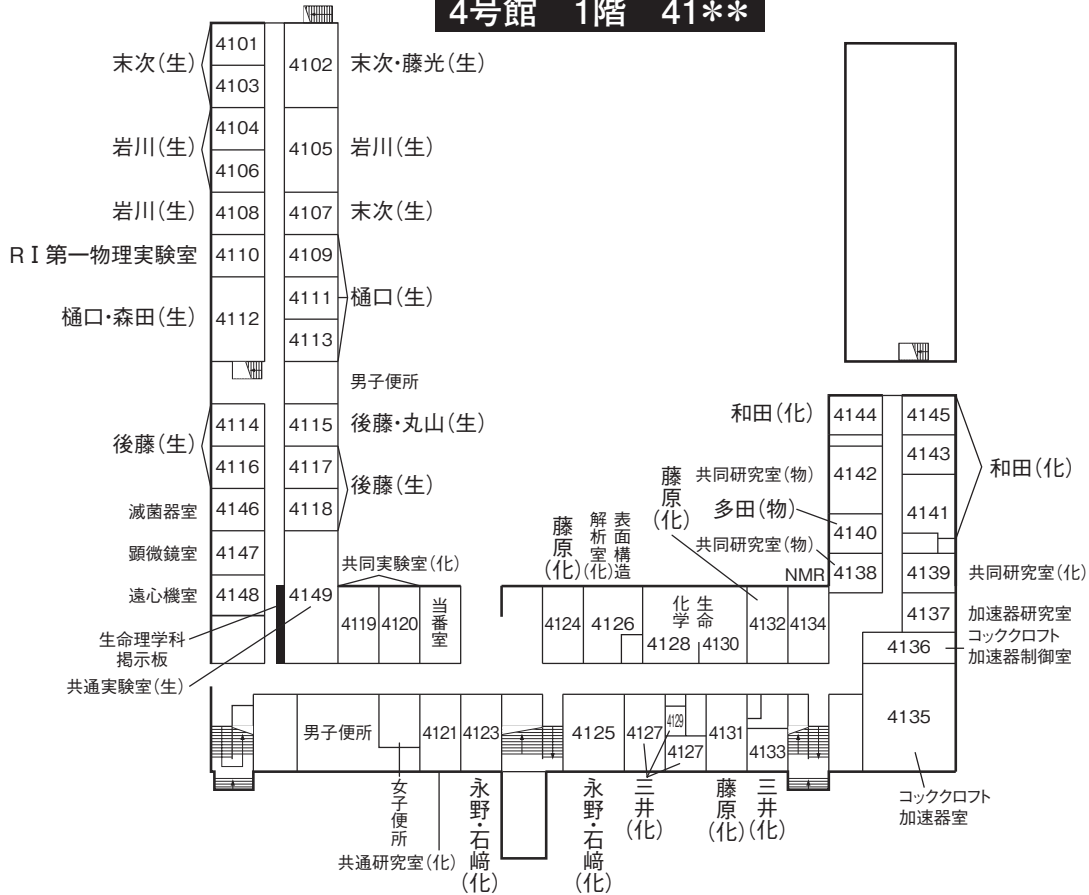 4号館 1階 41**
4101
4102
末次(生)
末次・藤光(生)
4103
4104
岩川(生)
4105
岩川(生)
4106
岩川(生)
4108
4107
末次(生)
RⅠ第一物理実験室
4110
4109
4111
樋口(生)
樋口・森田(生)
4112
4113
男子便所
4114
4115
後藤・丸山(生)
後藤(生)
4116
4117
後藤(生)
滅菌器室
4146
4118
顕微鏡室
4147
遠心機室
4148
4149
生命理学科
掲示板
共通実験室(生)
共同実験室(化)
4119
4120
当番室
藤原(化)
表面構造
解析室(化)
藤原(化)
4124
4126
生命
化学
4128
4130
4132
4134
NMR
和田(化)
4144
4145
4143
和田(化)
共同研究室(物)
4142
4141
多田(物)
4140
共同研究室(物)
4138
4139
共同研究室(化)
4137
加速器研究室
4136
コッククロフト
加速器制御室
4135
コッククロフト
加速器室
男子便所
女子便所
4121
4123
共通研究室(化)
永野・石﨑(化)
4125
永野・石﨑(化)
4127
4129
4127
三井(化)
4131
藤原(化)
4133
三井(化)